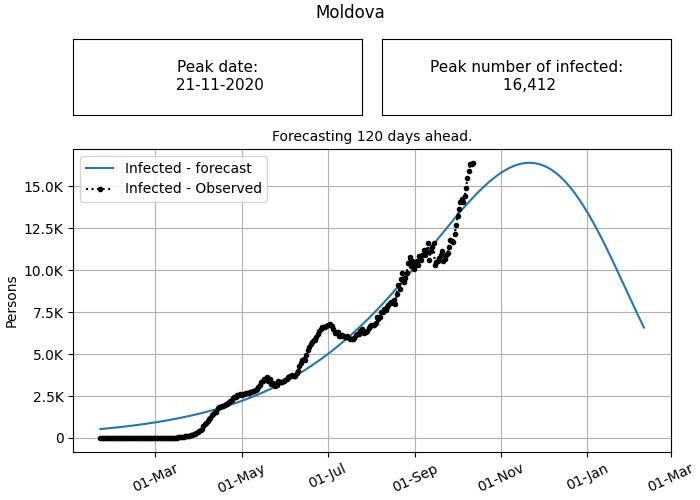 Moldova
Peak date:
21-11-2020
Peak number of infected:
16,412
Forecasting 120 days ahead.
Infected - forecast
Infected - Observed
Persons
15.0K
12.5K
10.0K
7.5K
5.0K
2.5K
0
01-Mar
01-May
01-Jul
01-Sep
01-Nov
01-Jan
01-Mar